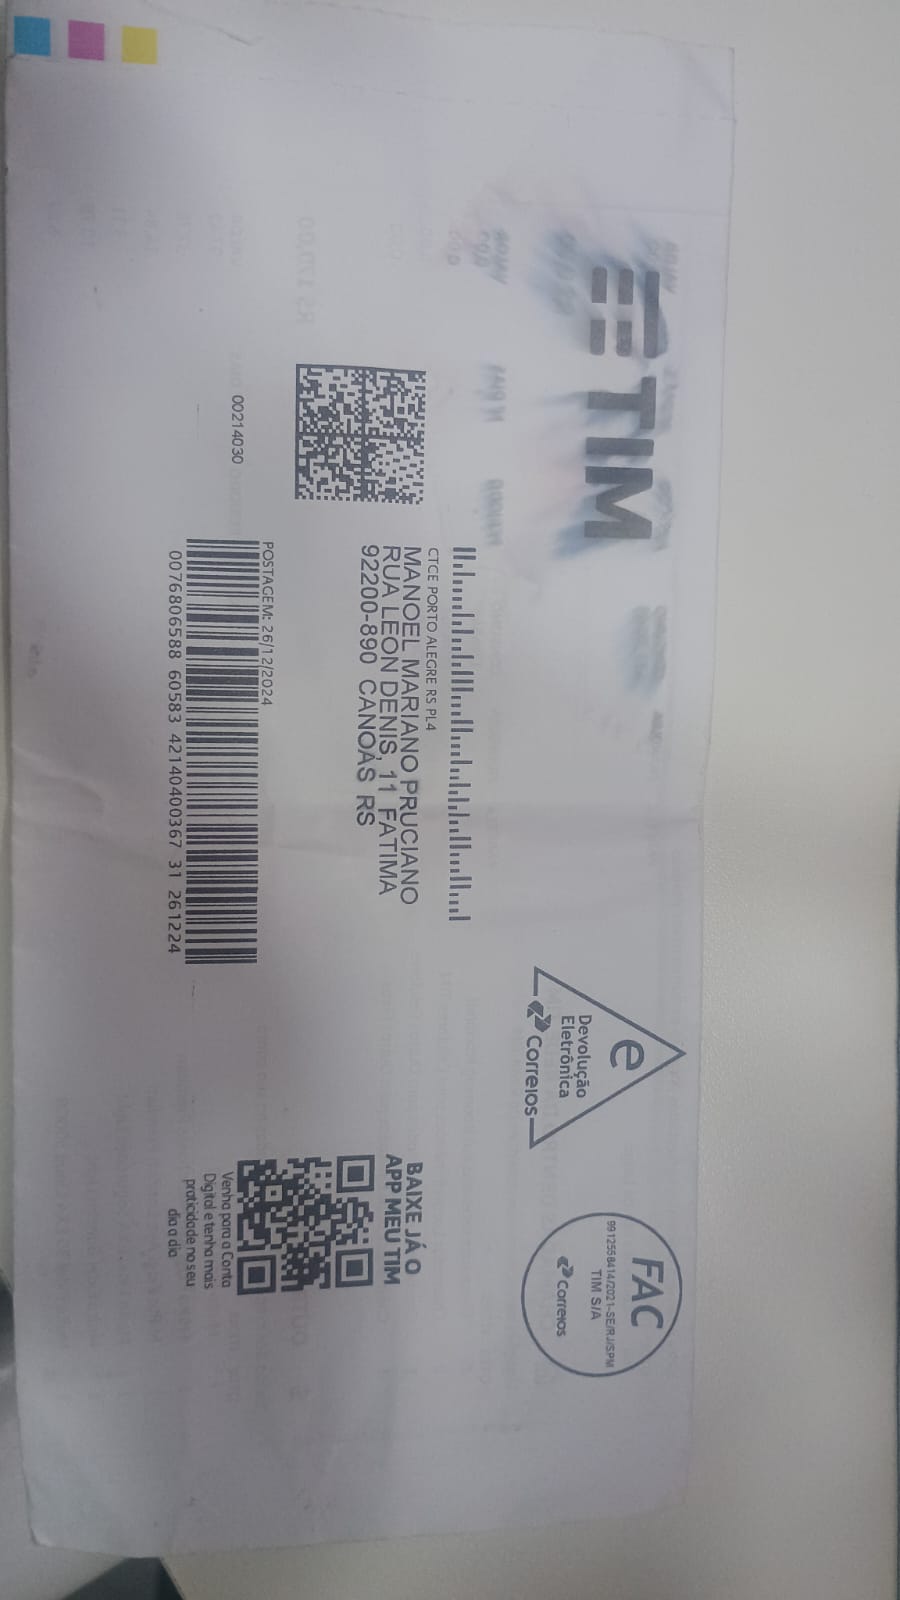 TIM
CTCE PORTO ALEGRE RS PL4
MANOEL MARIANO PRUCIANO
RUA LEON DENIS, 11 FATIMA
92200-890 CANOAS RS
00214030
POSTAGEM: 26/12/2024
0076806588 60583 42140400367 31 261224
e
Devolução
Eletrônica
Correios
FAC
9912558414/2021-SE/RJ/SPM
TIM S/A
Correios
BAIXE JÁ O
APP MEU TIM
Venha para a Conta
Digital e tenha mais
praticidade no seu
dia a dia